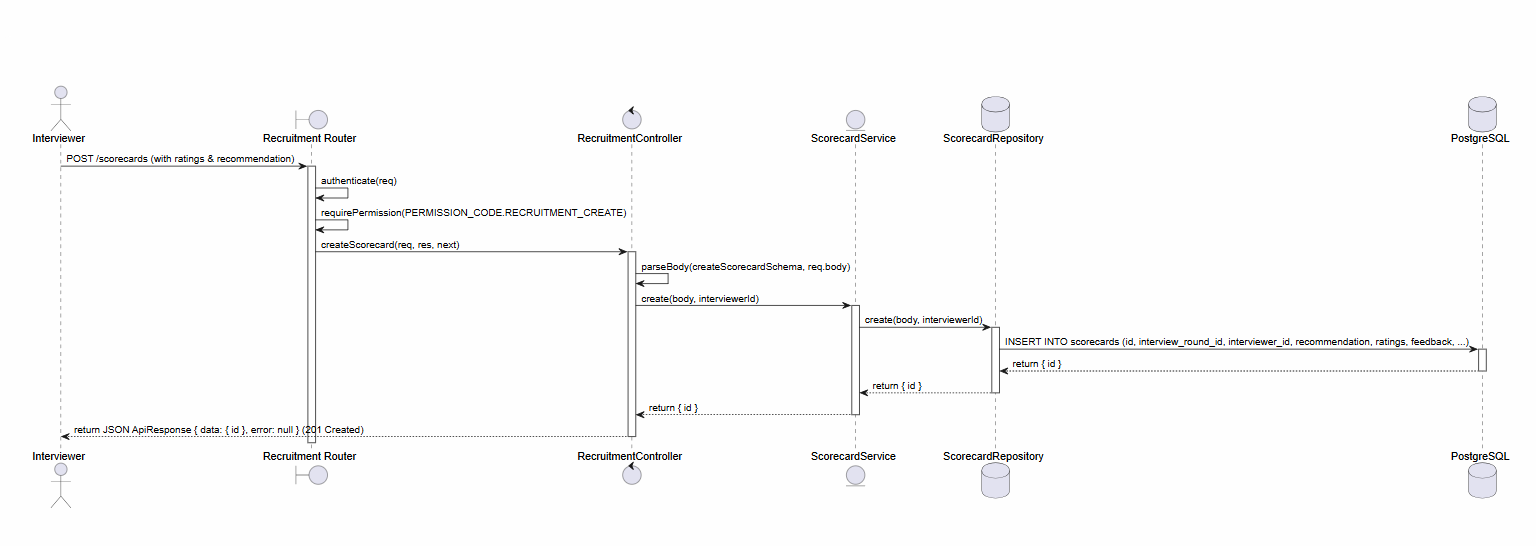 Interviewer
Recruitment Router
RecruitmentController
ScorecardService
ScorecardRepository
PostgreSQL
POST /scorecards (with ratings & recommendation)
authenticate(req)
requirePermission(PERMISSION_CODE.RECRUITMENT_CREATE)
createScorecard(req, res, next)
parseBody(createScorecardSchema, req.body)
create(body, interviewerId)
create(body, interviewerId)
INSERT INTO scorecards (id, interview_round_id, interviewer_id, recommendation, ratings, feedback, ...)
return { id }
return { id }
return { id }
return JSON ApiResponse { data: { id }, error: null } (201 Created)
Interviewer
Recruitment Router
RecruitmentController
ScorecardService
ScorecardRepository
PostgreSQL